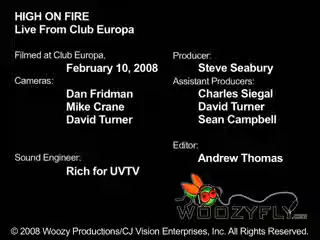 HIGH ON FIRE
Live From Club Europa
Filmed at Club Europa.
February 10, 2008
Cameras:
Dan Fridman
Mike Crane
David Turner
Sound Engineer.
Rich for UVTV
Producer:
Steve Seabury
Assistant Producers:
Charles Siegal
David Turner
Sean Campbell
Editor:
Andrew Thomas
WOOZYFLY.com
© 2008 Woozy Productions/CJ Vision Enterprises, Inc. All Rights Reserved.